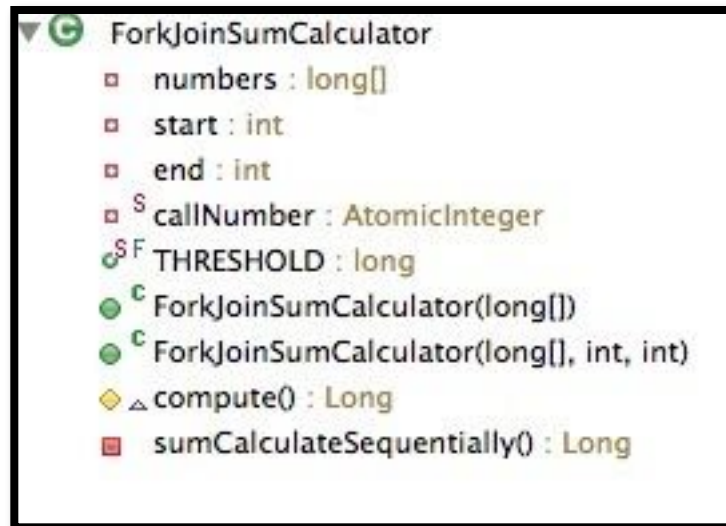 C ForkJoinSumCalculator
numbers : long[]
start : int
end : int
S callNumber : AtomicInteger
S F THRESHOLD : long
C ForkJoinSumCalculator(long[])
C ForkJoinSumCalculator(long[], int, int)
compute() : Long
sumCalculateSequentially() : Long